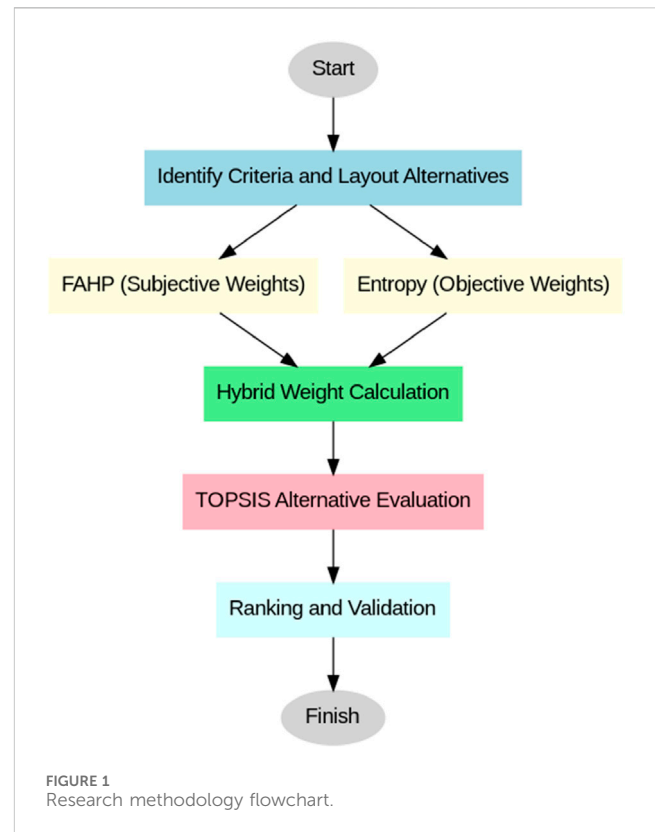 Start
Identify Criteria and Layout Alternatives
FAHP (Subjective Weights)
Entropy (Objective Weights)
Hybrid Weight Calculation
TOPSIS Alternative Evaluation
Ranking and Validation
Finish
FIGURE 1
Research methodology flowchart.